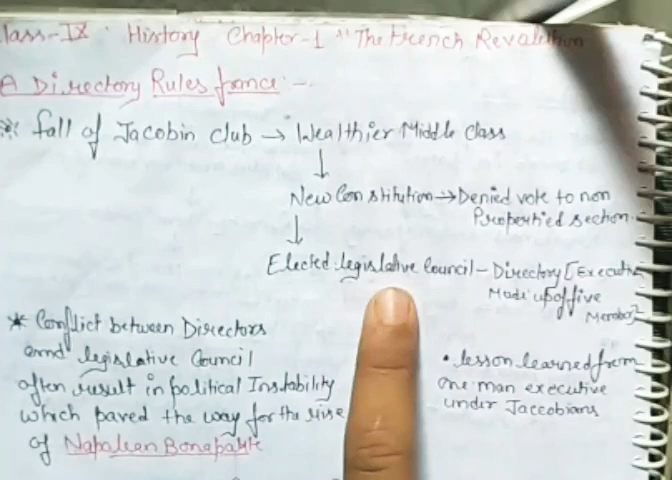 lass-IX History Chapter-1 "The French Revolution
A Directory Rules france :-
* fall of Jacobin club → Wealthier Middle class
↓
New Constitution → Denied vote to non
Propertied section.
↓
Elected legislative Council - Directory [Executive
Made up of five
* Conflict between Directors
and legislative Council
often result in political Instability
which paved the way for the rise
of Napolean Bonaparte
• lesson learned from
one man executive
under Jaccobians